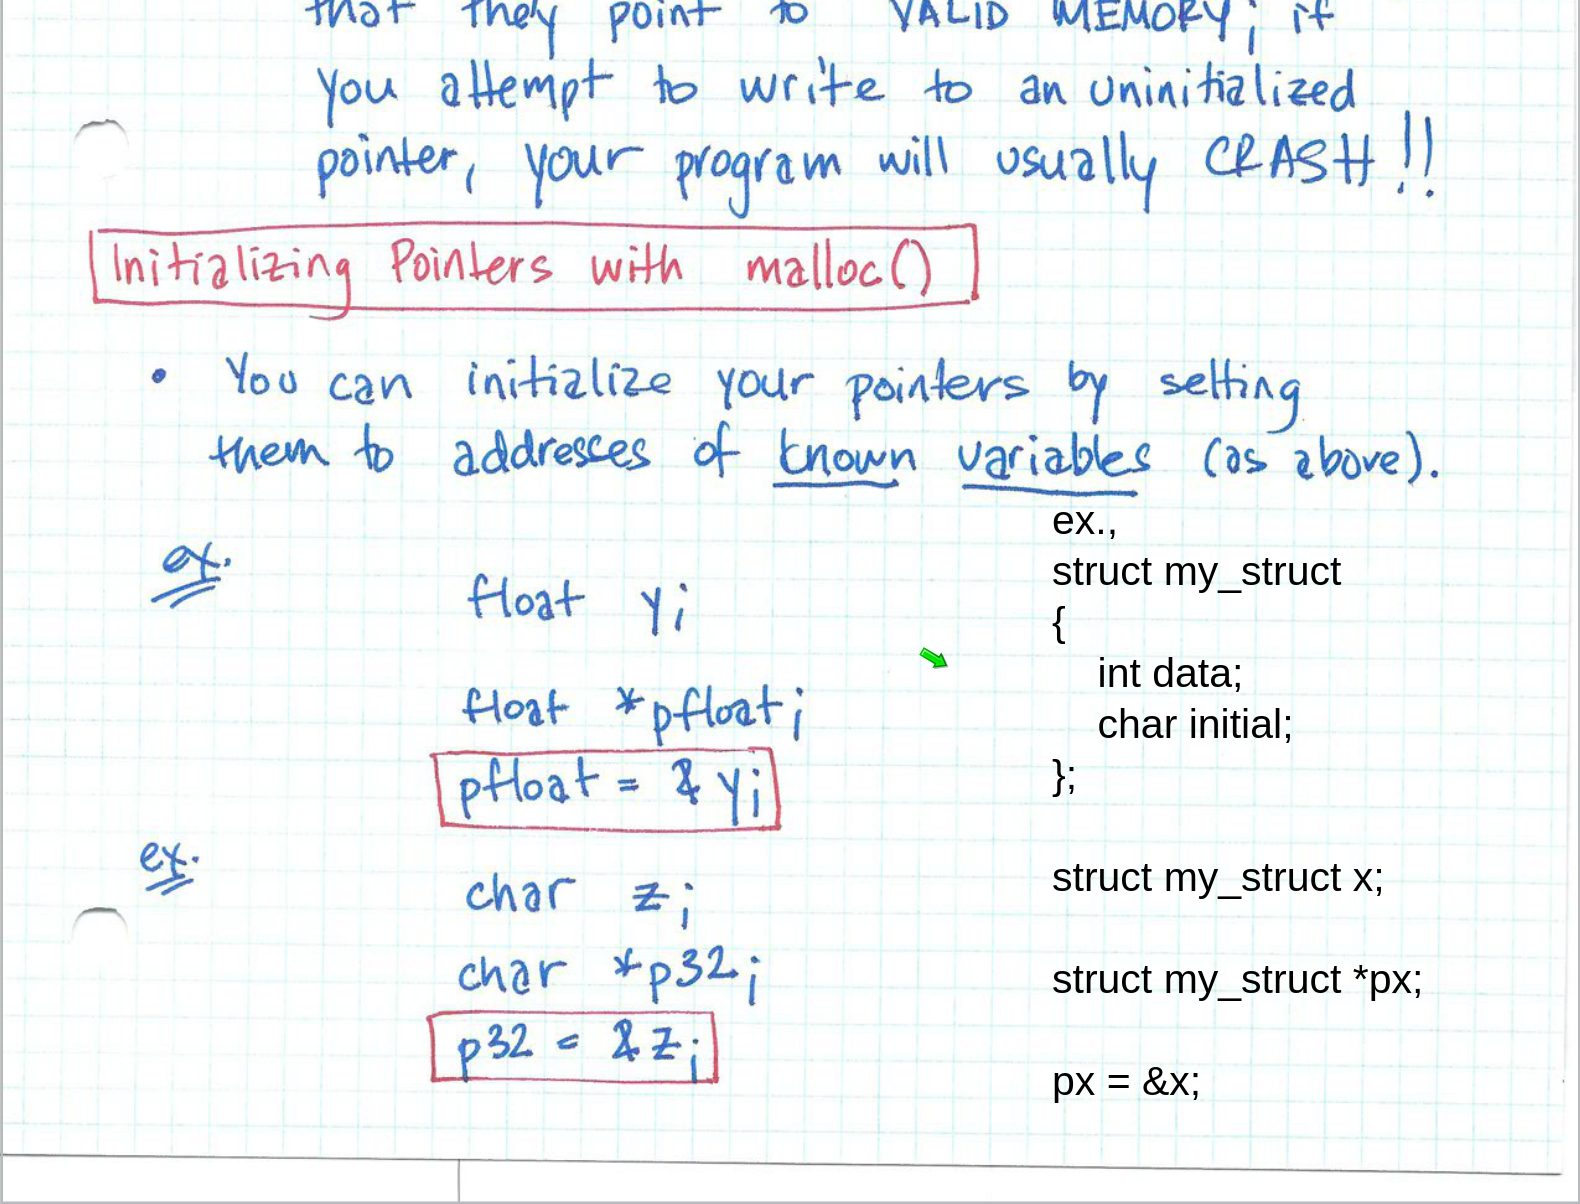 that they point to VALID MEMORY; if
you attempt to write to an uninitialized
pointer, your program will usually CRASH!!
Initializing Pointers with malloc()
• You can initialize your pointers by setting
them to addresses of known variables (as above).
ex.
float y;
float *pfloat;
pfloat = &y;
ex.
char z;
char *p32;
p32 = &z;
ex.,
struct my_struct
{
int data;
char initial;
};
struct my_struct x;
struct my_struct *px;
px = &x;